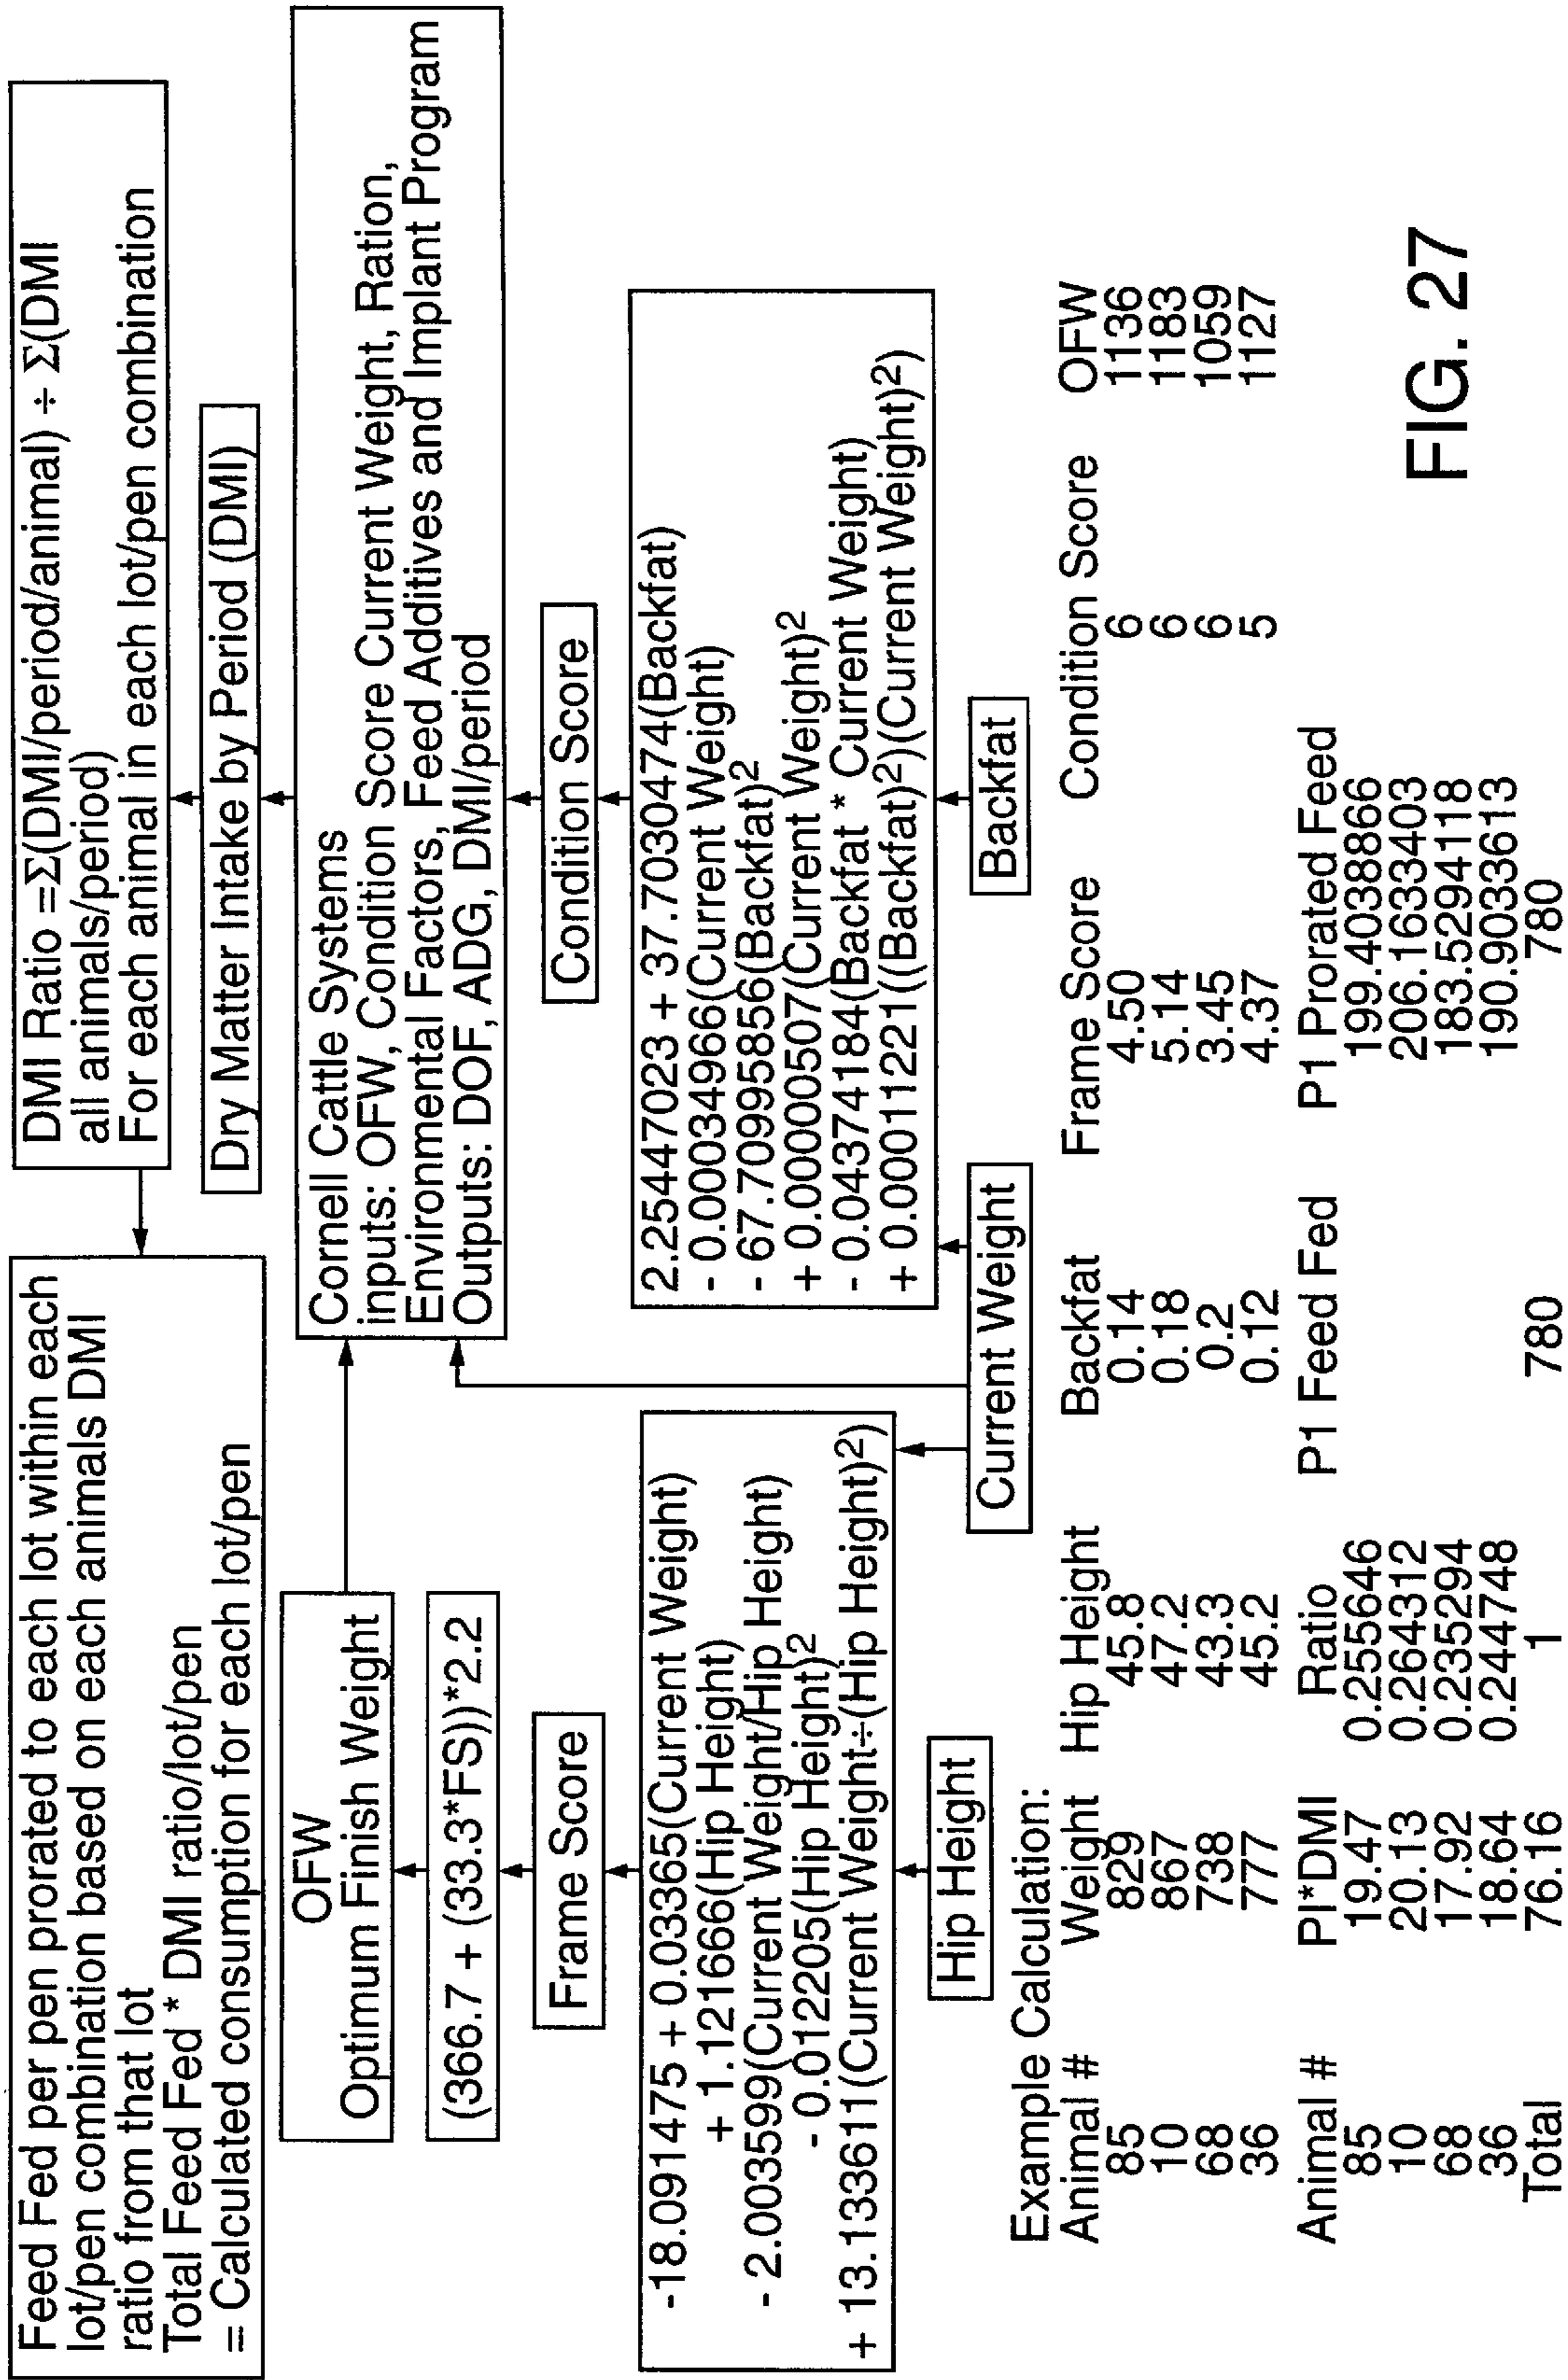 Feed Fed per pen prorated to each lot within each
lot/pen combination based on each animals DMI
ratio from that lot
Total Feed Fed * DMI ratio/lot/pen
= Calculated consumption for each lot/pen
DMI Ratio =Σ(DMI/period/animal) ÷ Σ(DMI
all animals/period)
For each animal in each lot/pen combination
Dry Matter Intake by Period (DMI)
OFW
Optimum Finish Weight
Cornell Cattle Systems
inputs: OFW, Condition Score Current Weight, Ration,
Environmental Factors, Feed Additives and Implant Program
Outputs: DOF, ADG, DMI/period
(366.7 + (33.3*FS))*2.2
Frame Score
Condition Score
-18.091475 + 0.03365(Current Weight)
+ 1.121666(Hip Height)
- 2.003599(Current Weight/Hip Height)
- 0.012205(Hip Height)2
+ 13.133611(Current Weight÷(Hip Height)2)
2.25447023 + 37.7030474(Backfat)
- 0.00034966(Current Weight)
- 67.70995856(Backfat)2
+ 0.00000507(Current Weight)2
- 0.04374184(Backfat * Current Weight)
+ 0.00011221((Backfat)2)(Current Weight)2)
Hip Height
Current Weight
Backfat
Example Calculation:
Animal # Weight Hip Height Backfat Frame Score Condition Score OFW
85 829 45.8 0.14 4.50 6 1136
10 867 47.2 0.18 5.14 6 1183
68 738 43.3 0.2 3.45 6 1059
36 777 45.2 0.12 4.37 5 1127
Animal # PI*DMI Ratio P1 Feed Fed P1 Prorated Feed
85 19.47 0.255646 199.4038866
10 20.13 0.264312 206.1633403
68 17.92 0.235294 183.5294118
36 18.64 0.244748 190.9033613
Total 76.16 1 780 780
FIG. 27